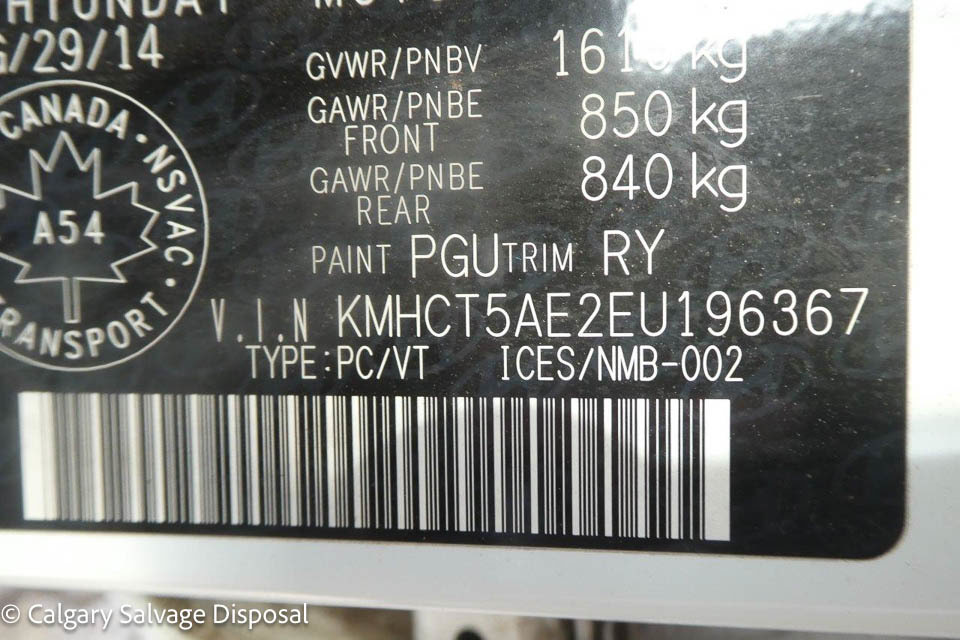 HYUNDAI
/29/14
GVWR/PNBV
GAWR/PNBE 850 kg
FRONT
GAWR/PNBE 840 kg
REAR
PAINT PGU TRIM RY
V.I.N KMHCT5AE2EU196367
TYPE:PC/VT ICES/NMB-002
CANADA · NSVAC ·
TRANSPORT
A54
© Calgary Salvage Disposal